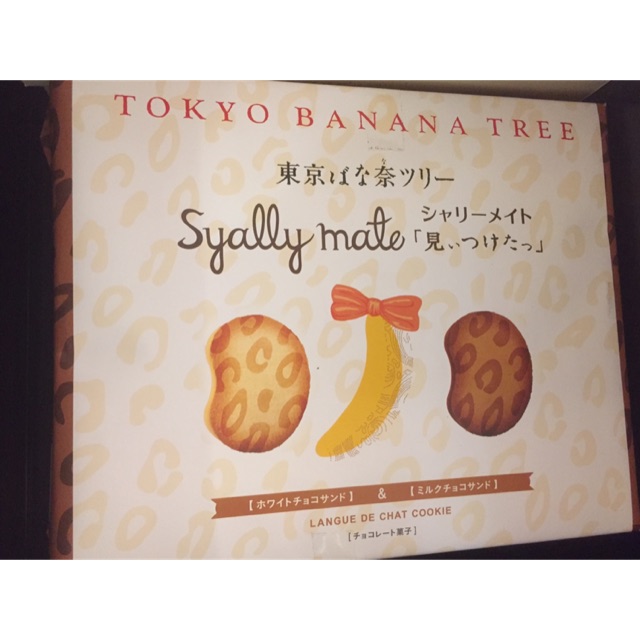 TOKYO BANANA TREE
東京ばな奈ツリー
な
Syally mate
シャリーメイト
「見ぃつけたっ」
【ホワイトチョコサンド】 & 【ミルクチョコサンド】
LANGUE DE CHAT COOKIE
[チョコレート菓子]